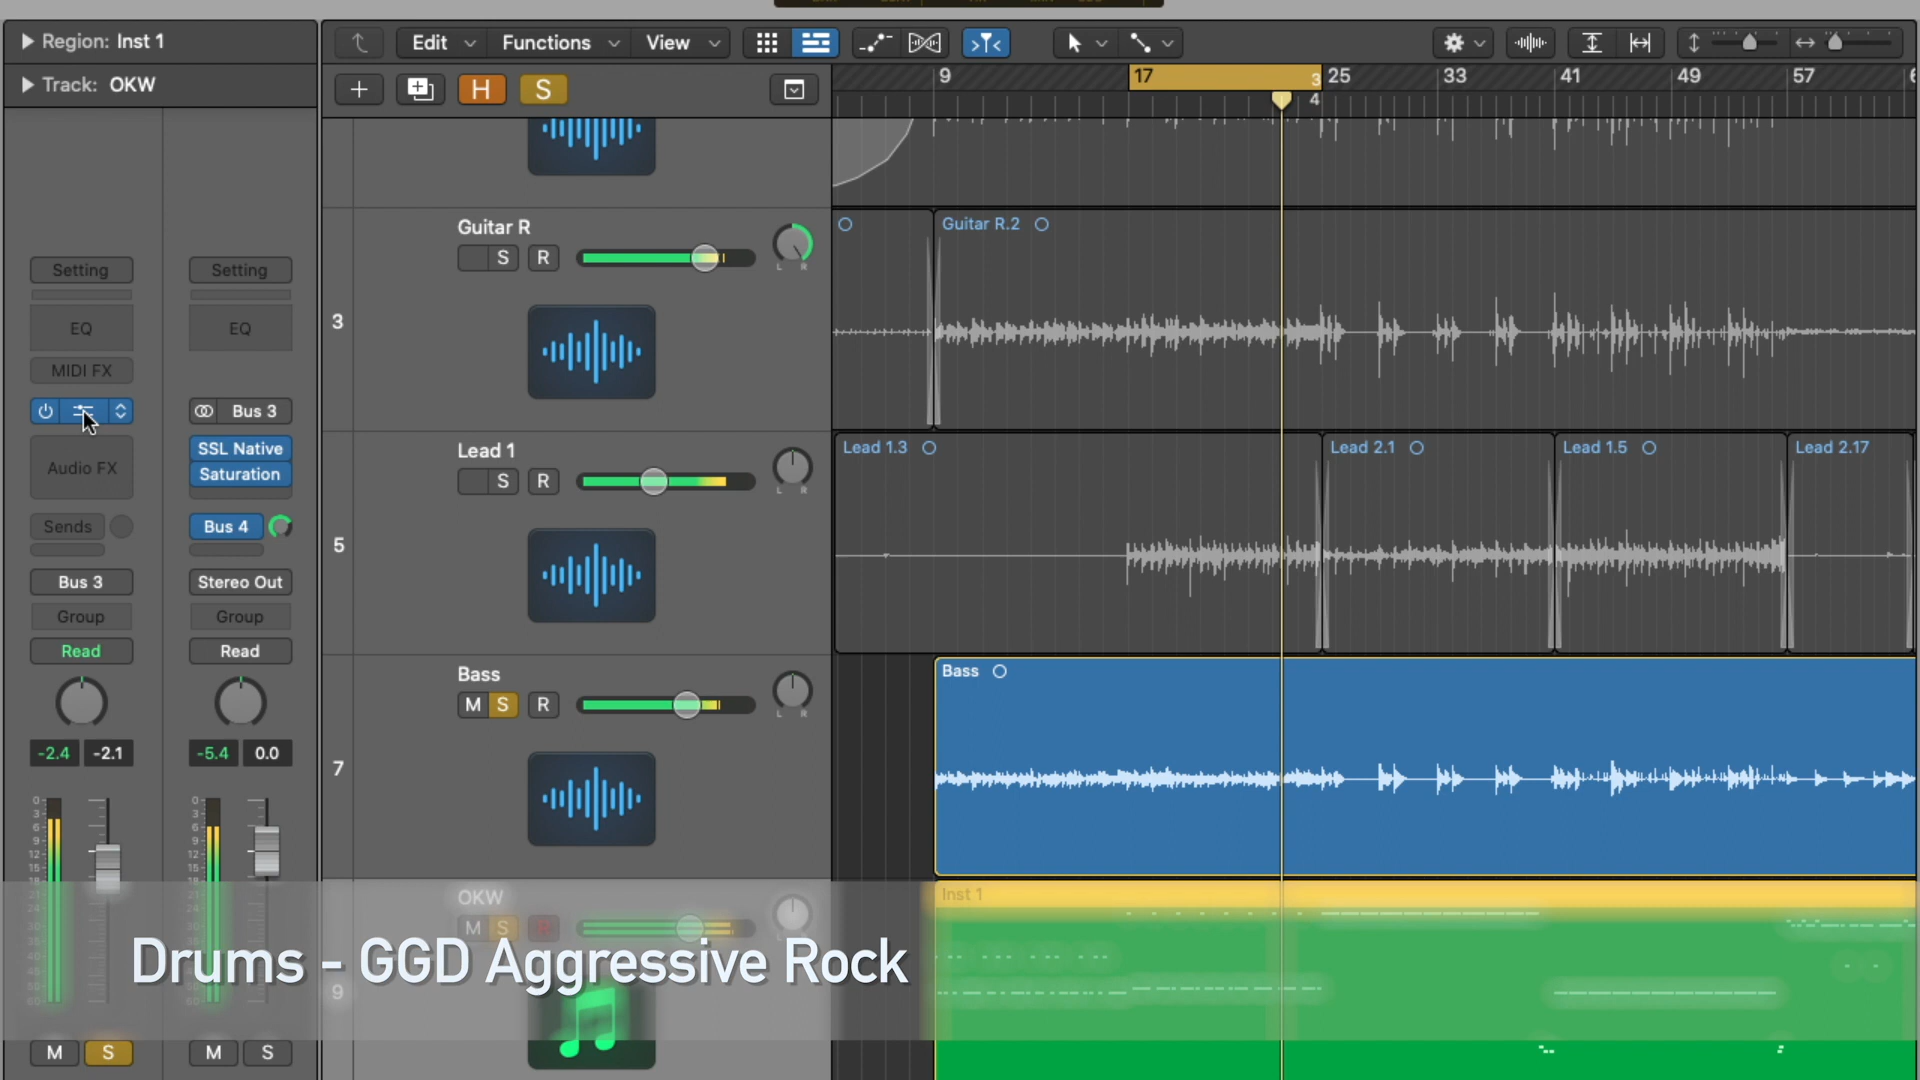 Region: Inst 1
Edit
Functions
View
Track: OKW
H
S
9
17
3
25
33
41
49
57
4
Guitar R
S
R
L R
3
Guitar R.2
Setting
Setting
EQ
EQ
MIDI FX
Bus 3
Audio FX
SSL Native
Saturation
Sends
Bus 4
Bus 3
Stereo Out
Group
Group
Read
Read
-2.4
-2.1
-5.4
0.0
Lead 1
S
R
L R
5
Lead 1.3
Lead 2.1
Lead 1.5
Lead 2.17
Bass
M
S
R
L R
7
Bass
OKW
M
S
Inst 1
Drums - GGD Aggressive Rock
9
M
S
M
S